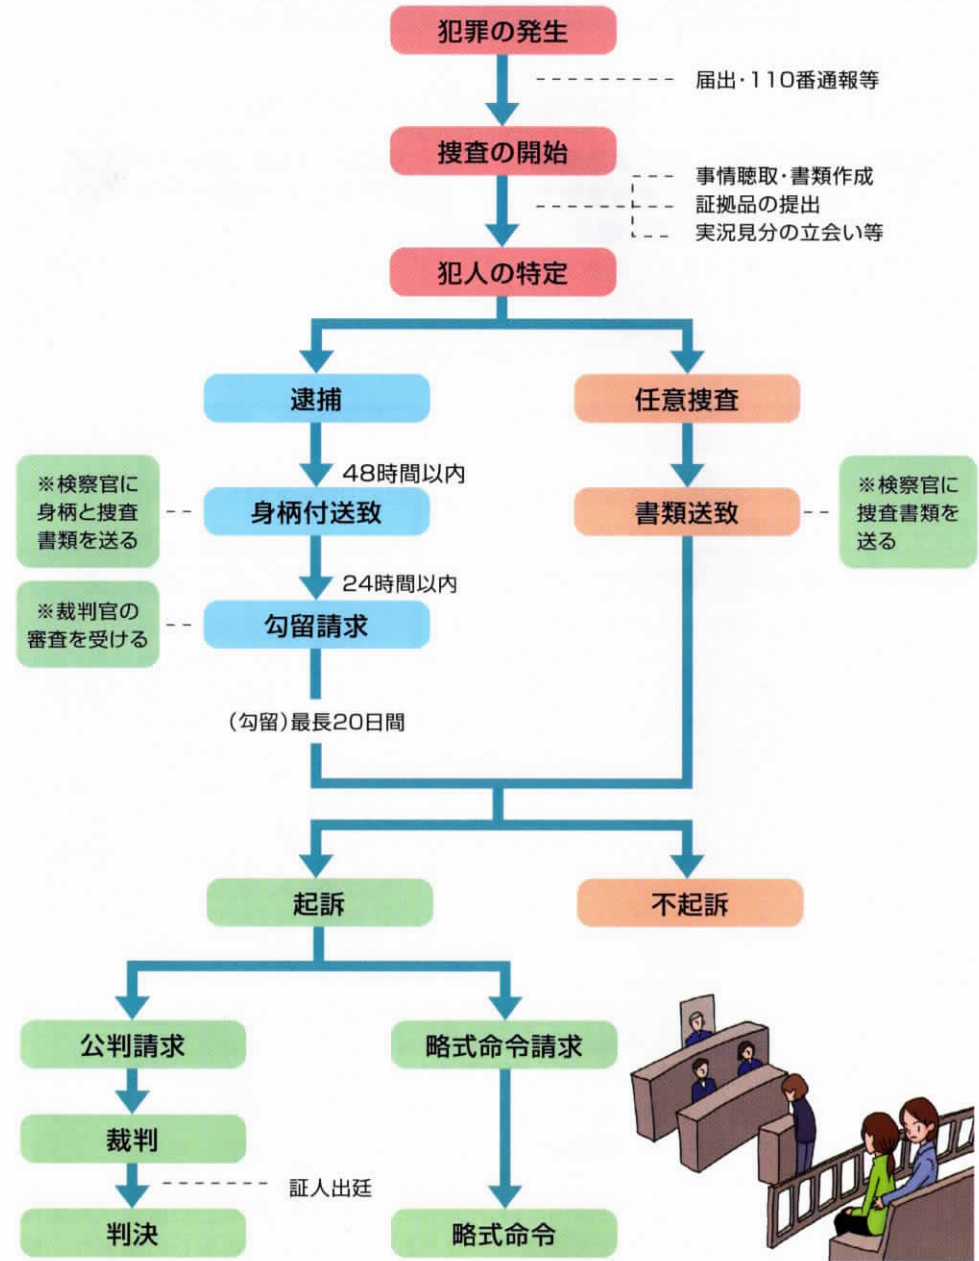 犯罪の発生
届出・110番通報等
捜査の開始
事情聴取・書類作成
証拠品の提出
実況見分の立会い等
犯人の特定
逮捕
任意捜査
48時間以内
※検察官に
身柄と捜査
書類を送る
身柄付送致
書類送致
※検察官に
捜査書類を
送る
24時間以内
※裁判官の
審査を受ける
勾留請求
(勾留)最長20日間
起訴
不起訴
公判請求
略式命令請求
裁判
証人出廷
判決
略式命令